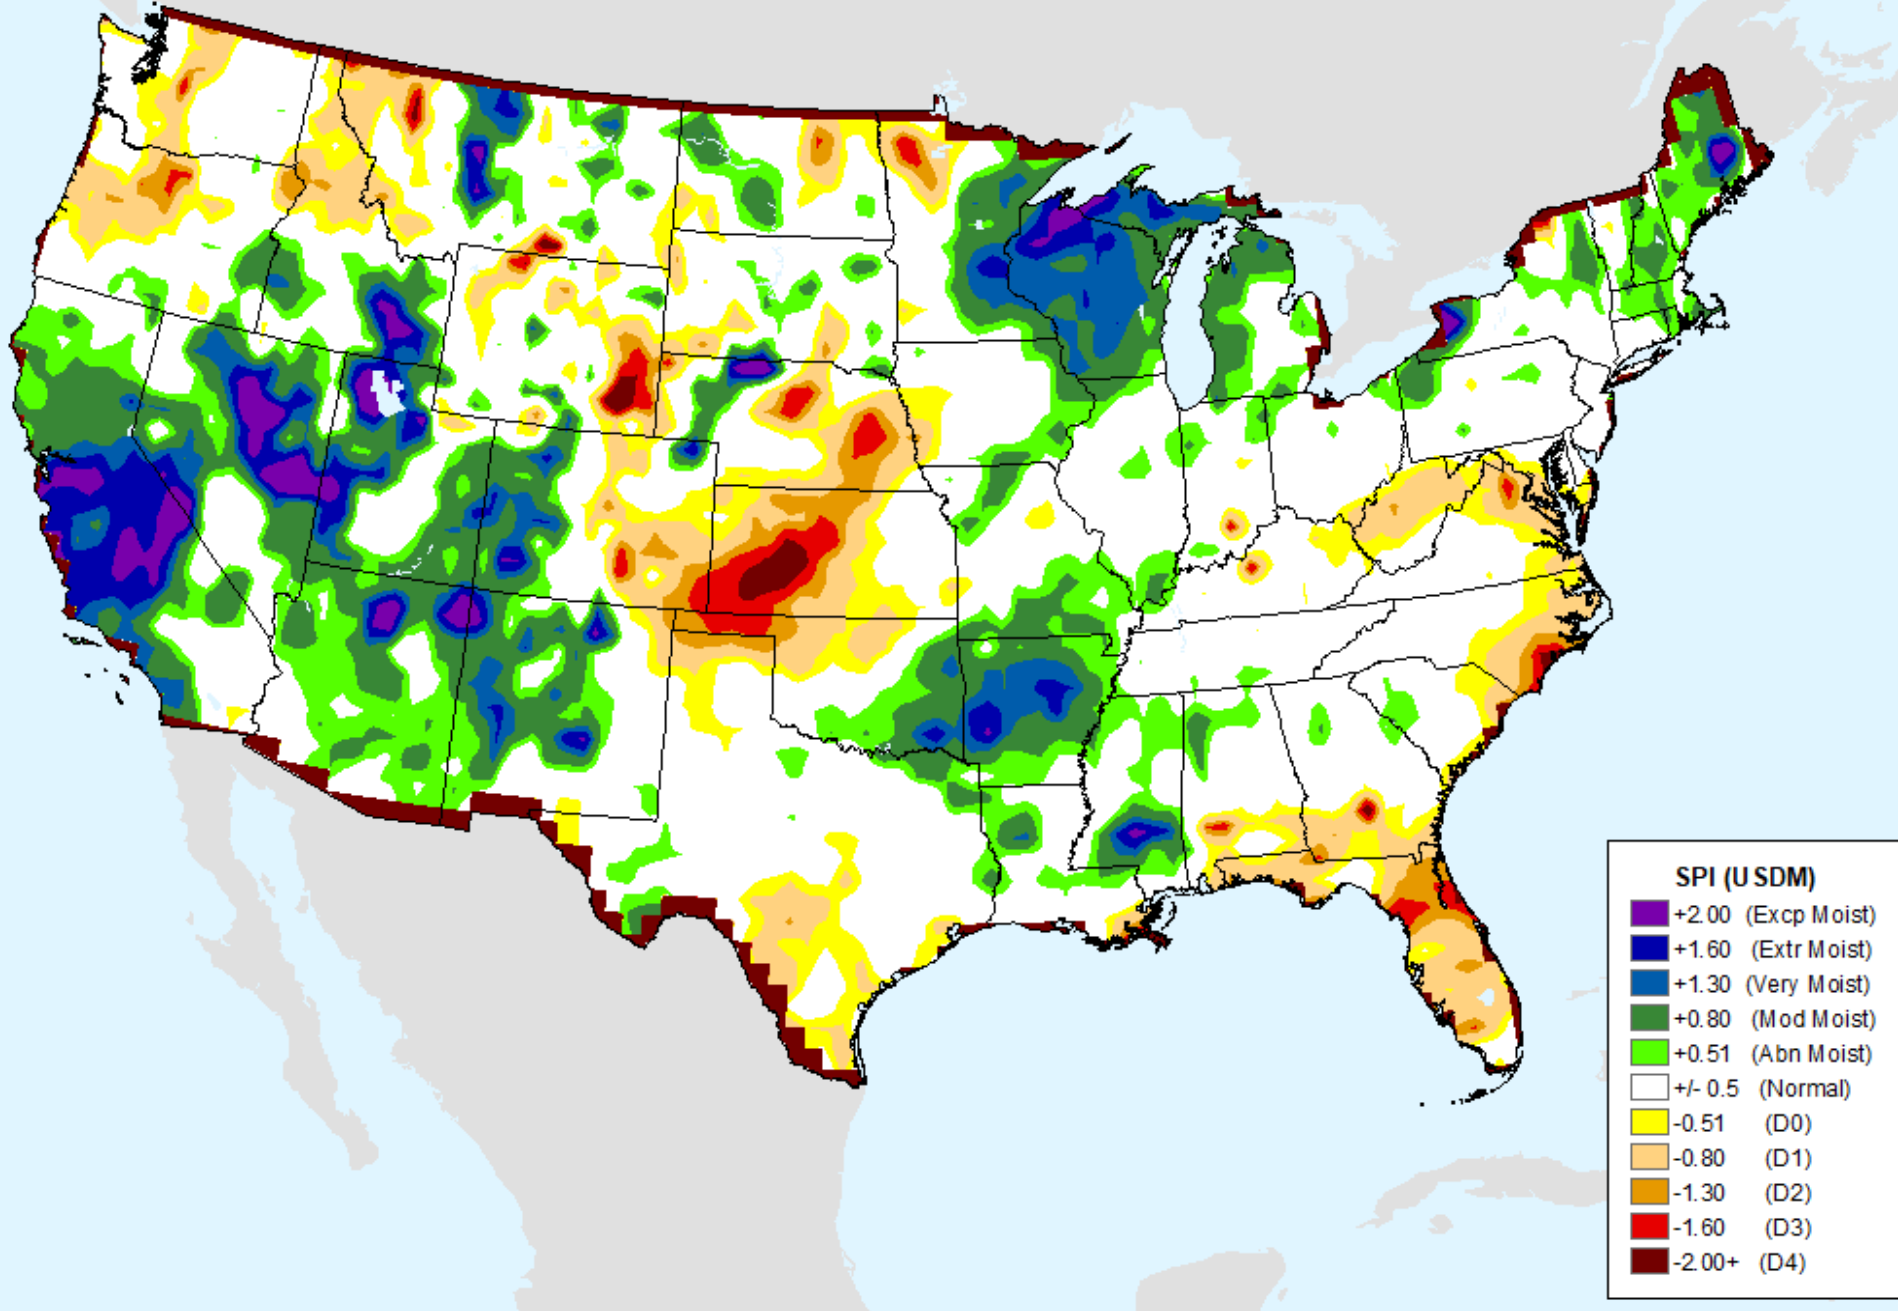 SPI (USDM)
+2.00 (Excp Moist)
+1.60 (Extr Moist)
+1.30 (Very Moist)
+0.80 (Mod Moist)
+0.51 (Abn Moist)
+/- 0.5 (Normal)
-0.51 (D0)
-0.80 (D1)
-1.30 (D2)
-1.60 (D3)
-2.00+ (D4)